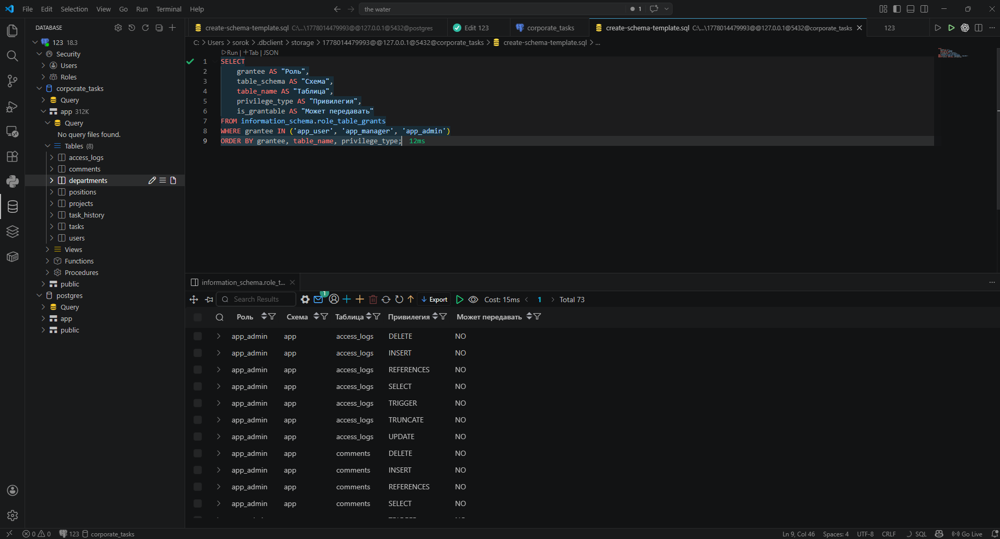 File Edit Selection View Go Run Terminal Help
the water
1
DATABASE
create-schema-template.sql C:\...\1778014479993@@127.0.0.1@5432@postgres
Edit 123
corporate_tasks
create-schema-template.sql C:\...\1778014479993@@127.0.0.1@5432@corporate_tasks
123
C: > Users > sorok > .dbclient > storage > 1778014479993@@127.0.0.1@5432@corporate_tasks > create-schema-template.sql > ...
123 18.3
Security
Users
Roles
corporate_tasks
Query
app 312K
Query
No query files found.
Tables (8)
access_logs
comments
departments
positions
projects
task_history
tasks
users
Views
Functions
Procedures
public
postgres
Query
app
public
Run | Tab | JSON
1 SELECT
2 grantee AS "Роль",
3 table_schema AS "Схема",
4 table_name AS "Таблица",
5 privilege_type AS "Привилегия",
6 is_grantable AS "Может передавать"
7 FROM information_schema.role_table_grants
8 WHERE grantee IN ('app_user', 'app_manager', 'app_admin')
9 ORDER BY grantee, table_name, privilege_type; 12ms
information_schema.role_t...
Search Results
1
Export
Cost: 15ms
1
Total 73
Роль Схема Таблица Привилегия Может передавать
app_admin app access_logs DELETE NO
app_admin app access_logs INSERT NO
app_admin app access_logs REFERENCES NO
app_admin app access_logs SELECT NO
app_admin app access_logs TRIGGER NO
app_admin app access_logs TRUNCATE NO
app_admin app access_logs UPDATE NO
app_admin app comments DELETE NO
app_admin app comments INSERT NO
app_admin app comments REFERENCES NO
app_admin app comments SELECT NO
0 0 123 corporate_tasks
Ln 9, Col 46 Spaces: 4 UTF-8 CRLF SQL Go Live